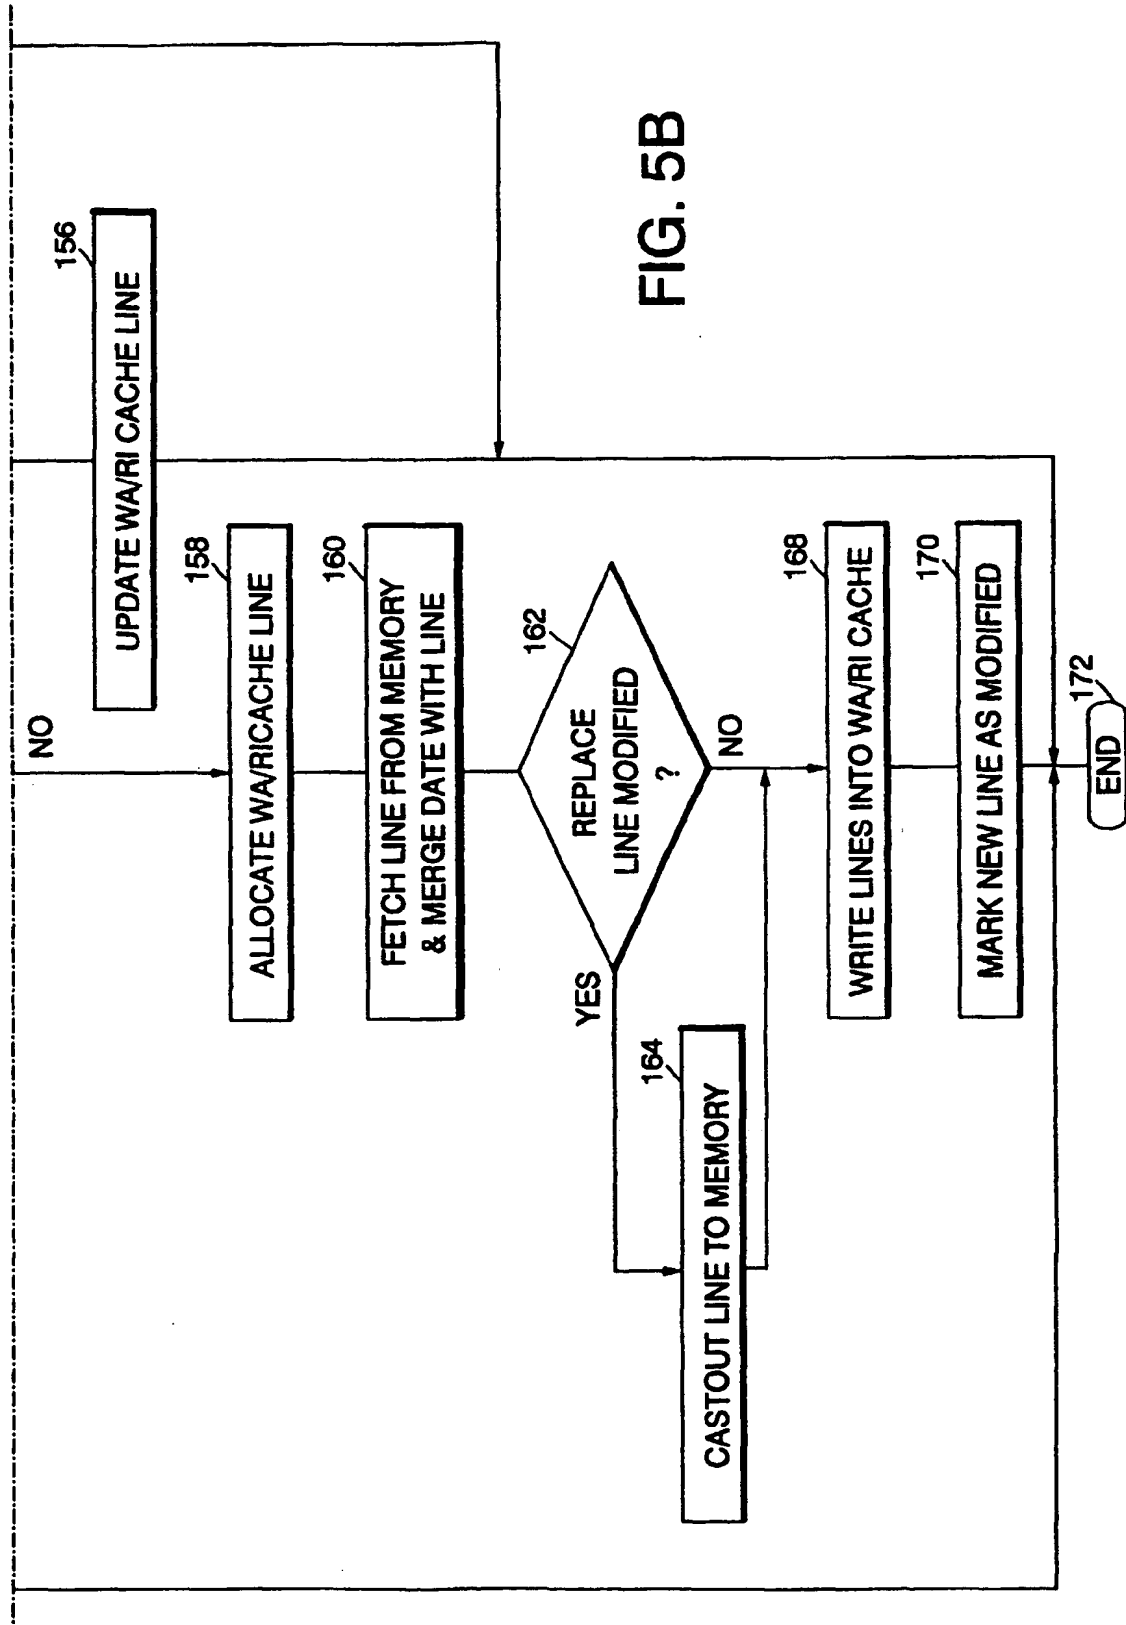 NO
156
UPDATE WA/RI CACHE LINE
158
ALLOCATE WA/RICACHE LINE
160
FETCH LINE FROM MEMORY
& MERGE DATE WITH LINE
162
REPLACE
LINE MODIFIED
?
YES
NO
164
CASTOUT LINE TO MEMORY
168
WRITE LINES INTO WA/RI CACHE
170
MARK NEW LINE AS MODIFIED
END
172
FIG. 5B